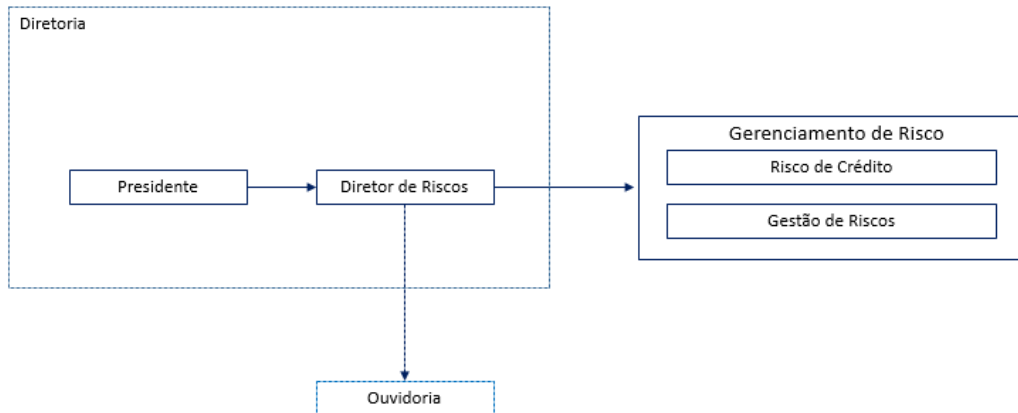 Diretoria
Gerenciamento de Risco
Risco de Crédito
Presidente
Diretor de Riscos
Gestão de Riscos
Ouvidoria